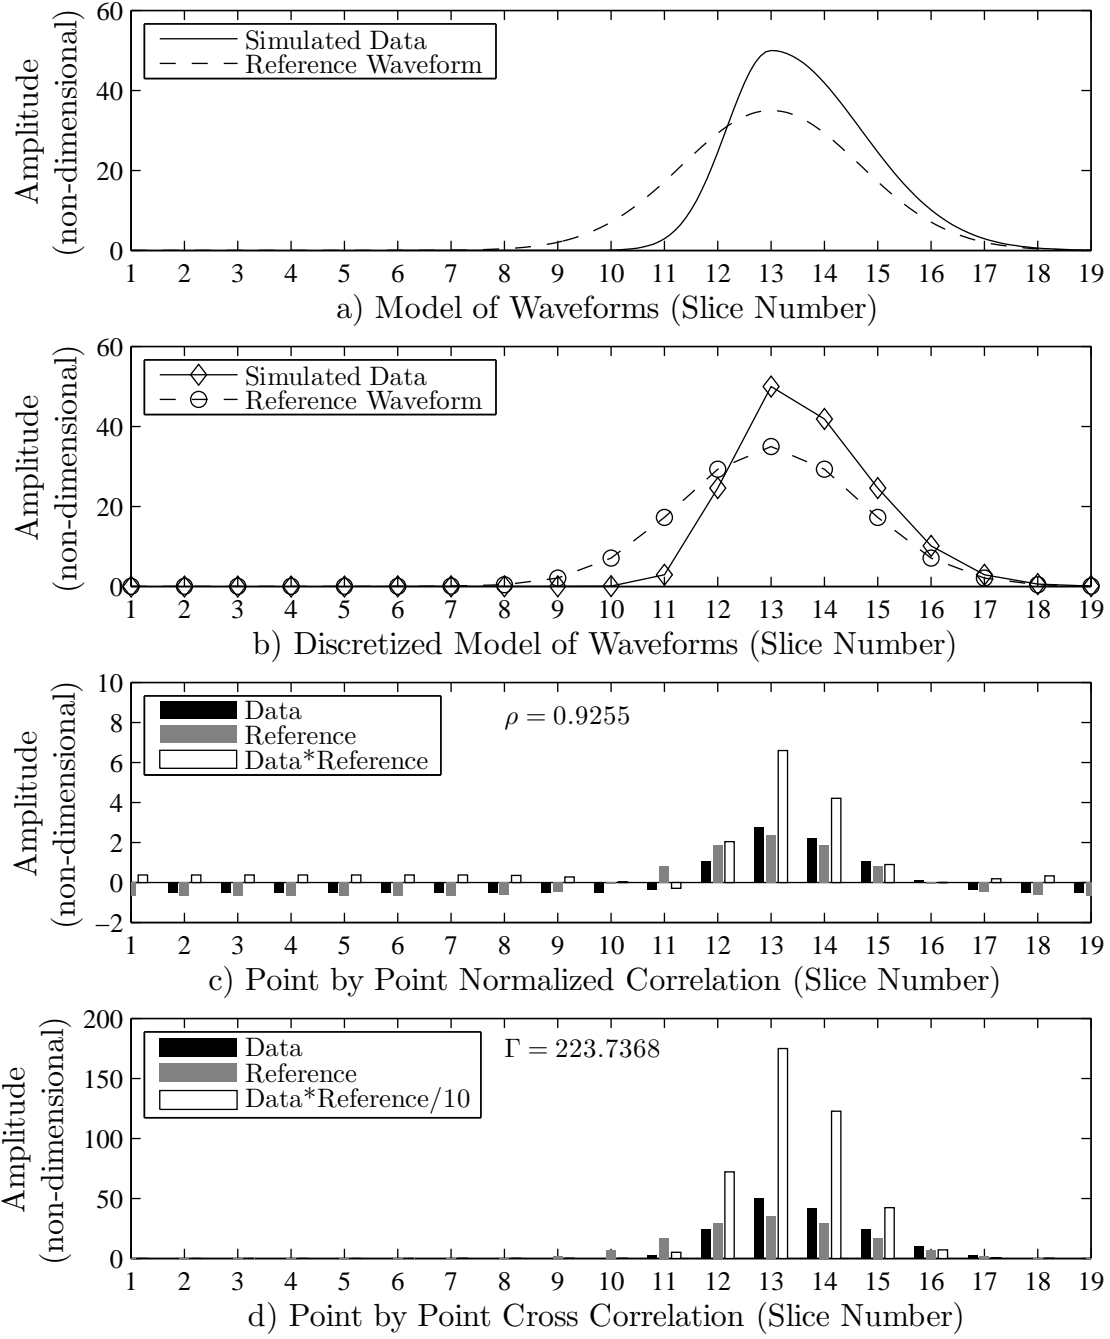 60
40
20
0
Amplitude
(non-dimensional)
Simulated Data
Reference Waveform
1 2 3 4 5 6 7 8 9 10 11 12 13 14 15 16 17 18 19
a) Model of Waveforms (Slice Number)
60
40
20
0
Amplitude
(non-dimensional)
Simulated Data
Reference Waveform
1 2 3 4 5 6 7 8 9 10 11 12 13 14 15 16 17 18 19
b) Discretized Model of Waveforms (Slice Number)
10
8
6
4
2
0
−2
Amplitude
(non-dimensional)
Data
Reference
Data*Reference
ρ = 0.9255
1 2 3 4 5 6 7 8 9 10 11 12 13 14 15 16 17 18 19
c) Point by Point Normalized Correlation (Slice Number)
200
150
100
50
0
Amplitude
(non-dimensional)
Data
Reference
Data*Reference/10
Γ = 223.7368
1 2 3 4 5 6 7 8 9 10 11 12 13 14 15 16 17 18 19
d) Point by Point Cross Correlation (Slice Number)